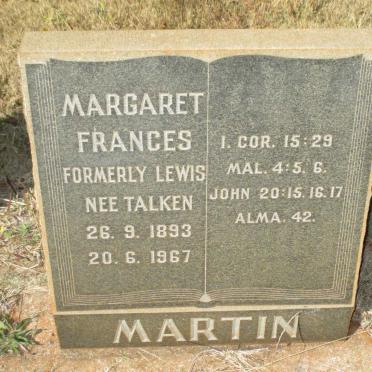 MARGARET
FRANCES
FORMERLY LEWIS
NEE TALKEN
26. 9. 1893
20. 6. 1967
I. COR. 15:29
MAL. 4:5. 6.
JOHN 20:15. 16. 17
ALMA. 42.
MARTIN